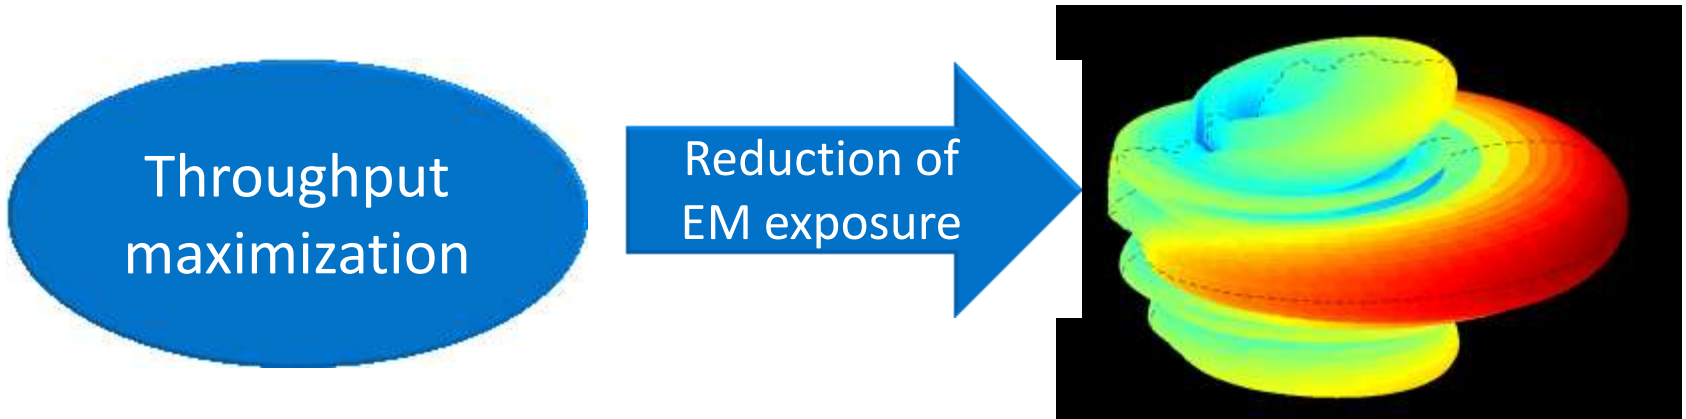 Throughput
maximization
Reduction of
EM exposure